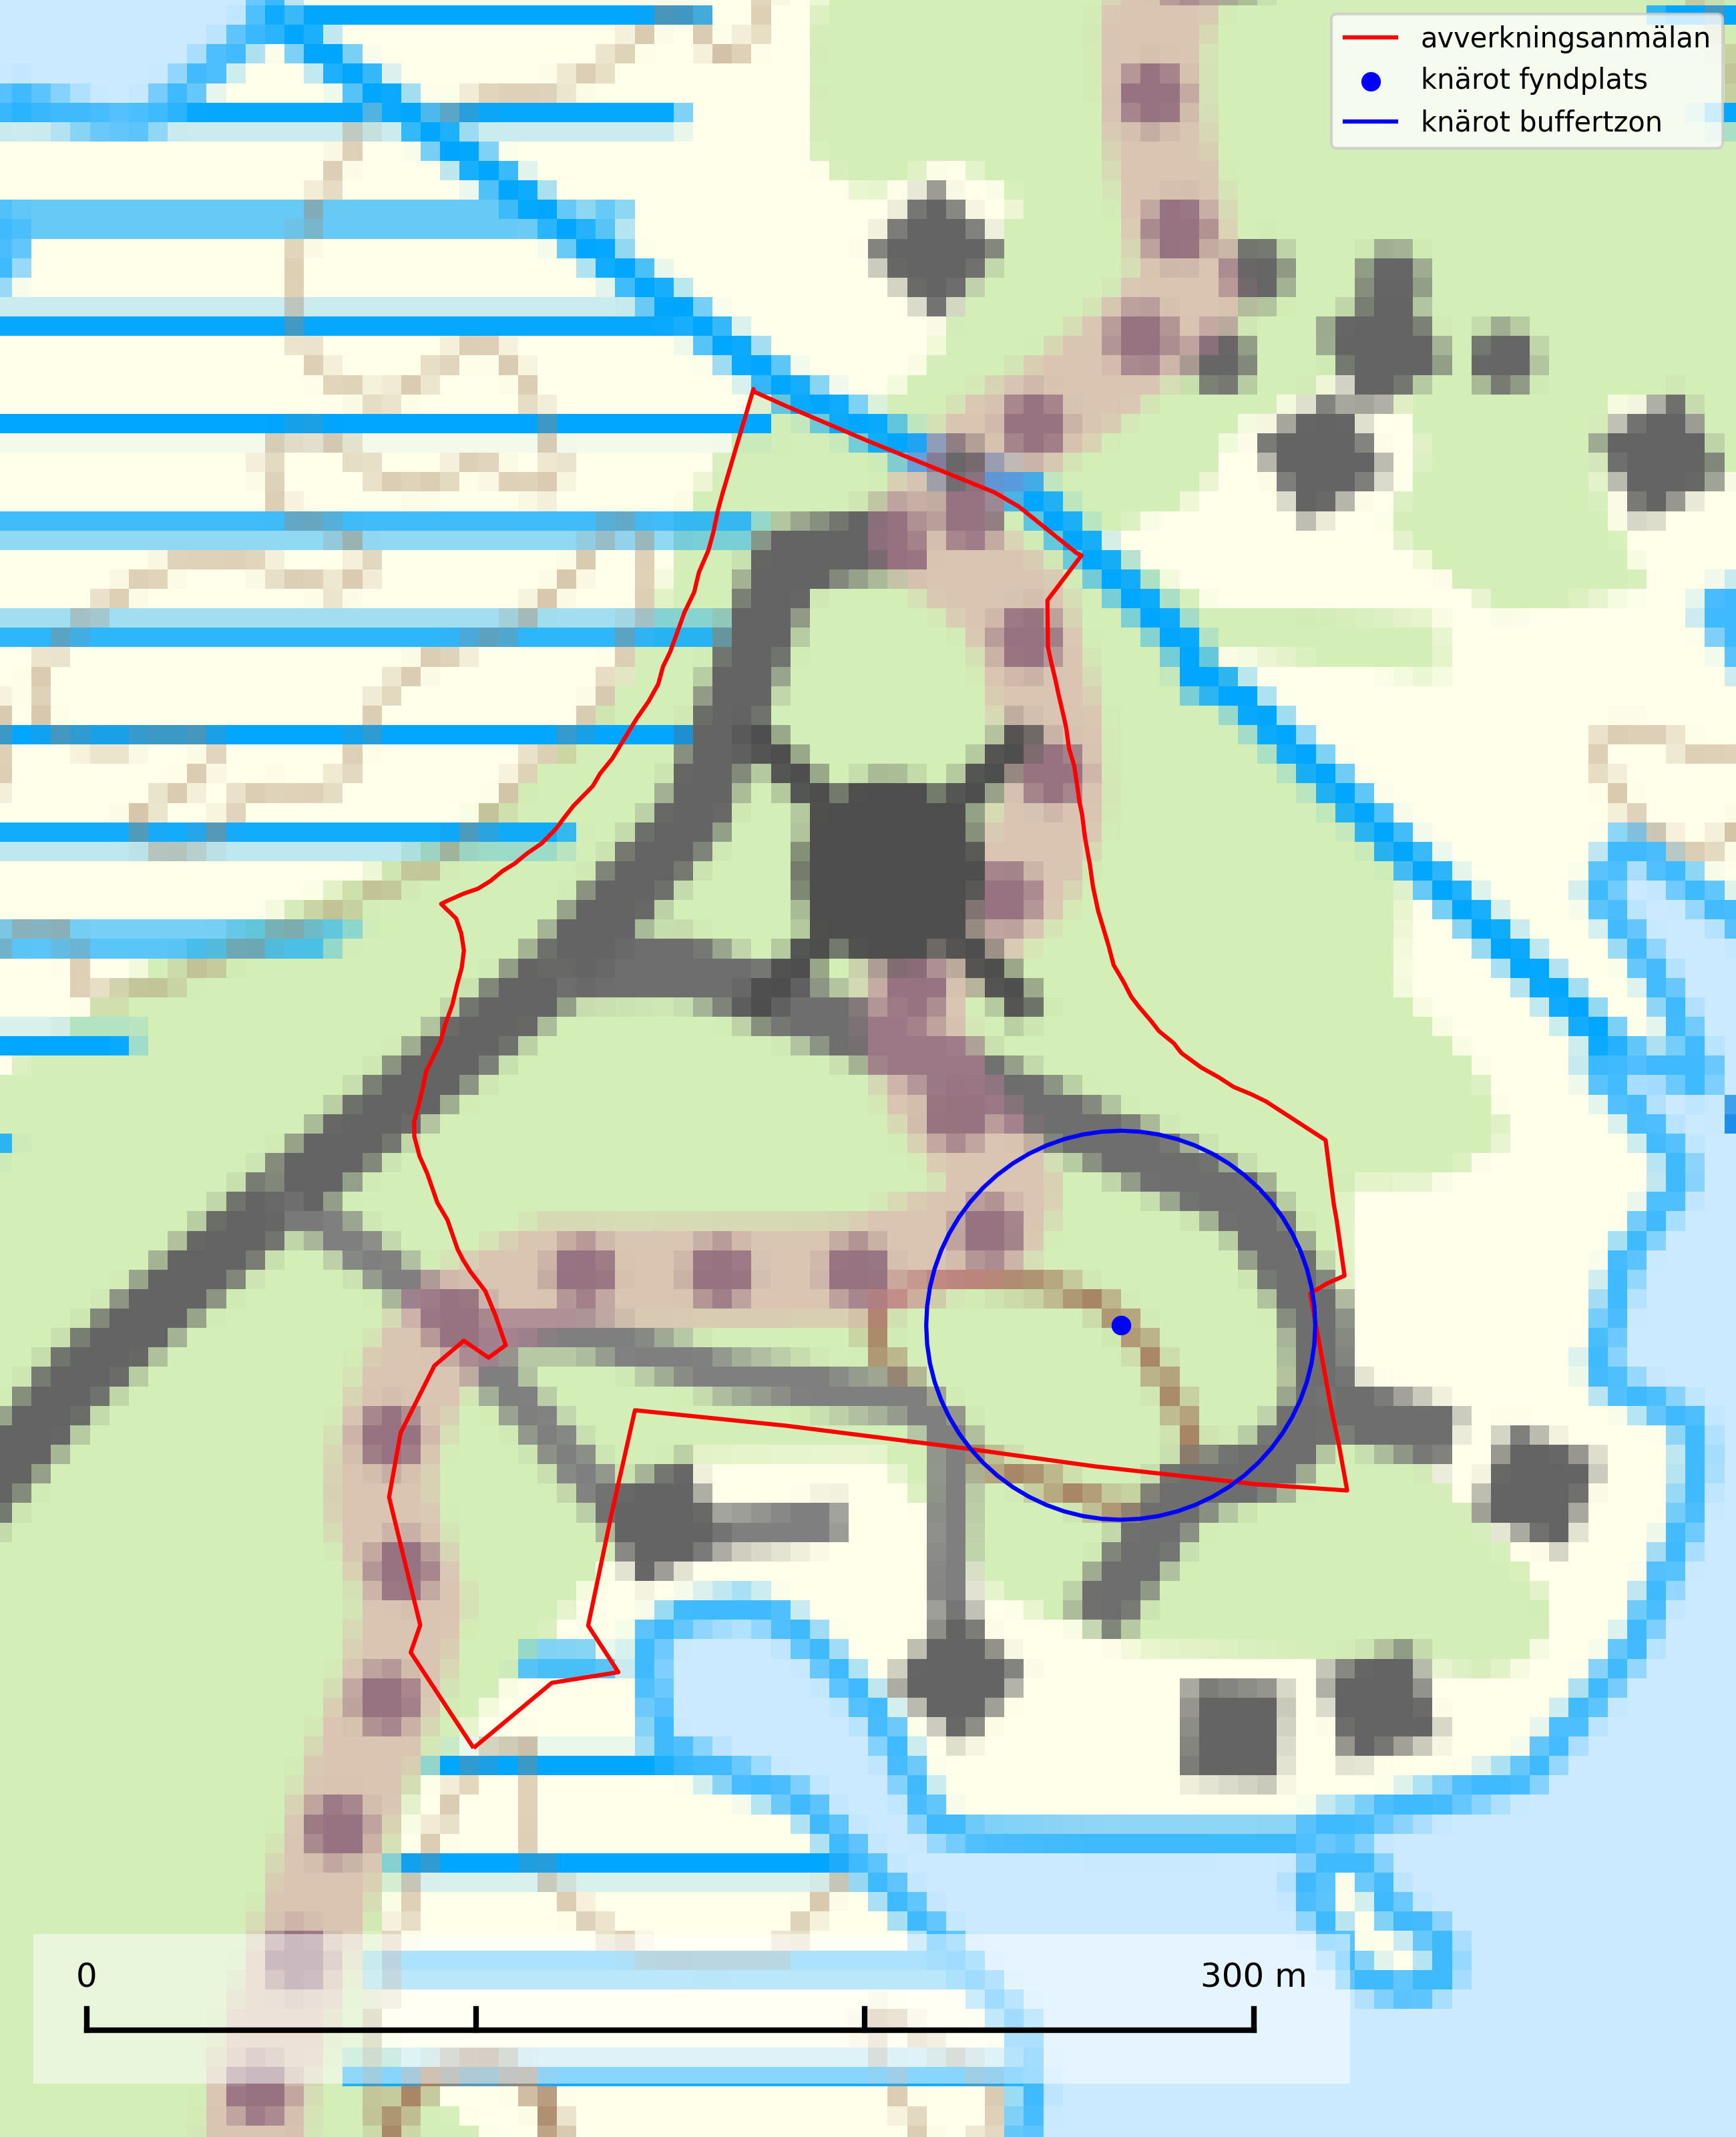 avverkningsanmälan
knärot fyndplats
knärot buffertzon
0 300 m